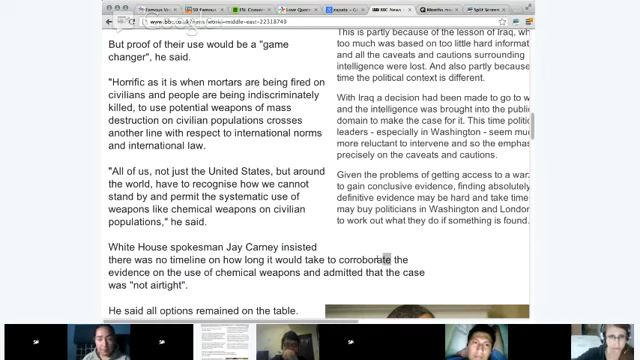 www.bbc.co.uk/news/world-middle-east-22318749
But proof of their use would be a "game
changer", he said.
"Horrific as it is when mortars are being fired on
civilians and people are being indiscriminately
killed, to use potential weapons of mass
destruction on civilian populations crosses
another line with respect to international norms
and international law.
"All of us, not just the United States, but around
the world, have to recognise how we cannot
stand by and permit the systematic use of
weapons like chemical weapons on civilian
populations," he said.
White House spokesman Jay Carney insisted
there was no timeline on how long it would take to corroborate the
evidence on the use of chemical weapons and admitted that the case
was "not airtight".
He said all options remained on the table.
This is partly because of the lesson of Iraq, wh
too much was based on too little hard informat
and all the caveats and cautions surrounding
intelligence were lost. And also partly because
time the political context is different.
With Iraq a decision had been made to go to w
and the intelligence was brought into the public
domain to make the case for it. This time politic
leaders - especially in Washington - seem muc
more reluctant to intervene and so the emphas
precisely on the caveats and cautions.
Given the problems of getting access to a war
to gain conclusive evidence, finding absolutely
definitive evidence may be hard and take time
may buy politicians in Washington and London
to work out what they do if something is found.